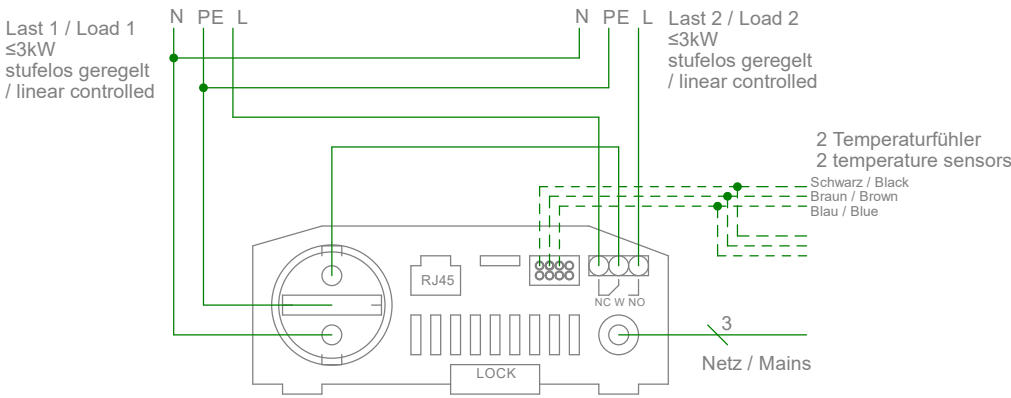 N PE L
Last 1 / Load 1
≤3kW
stufelos geregelt
/ linear controlled
N PE L
Last 2 / Load 2
≤3kW
stufelos geregelt
/ linear controlled
2 Temperaturfühler
2 temperature sensors
Schwarz / Black
Braun / Brown
Blau / Blue
RJ45
NC W NO
3
Netz / Mains
LOCK